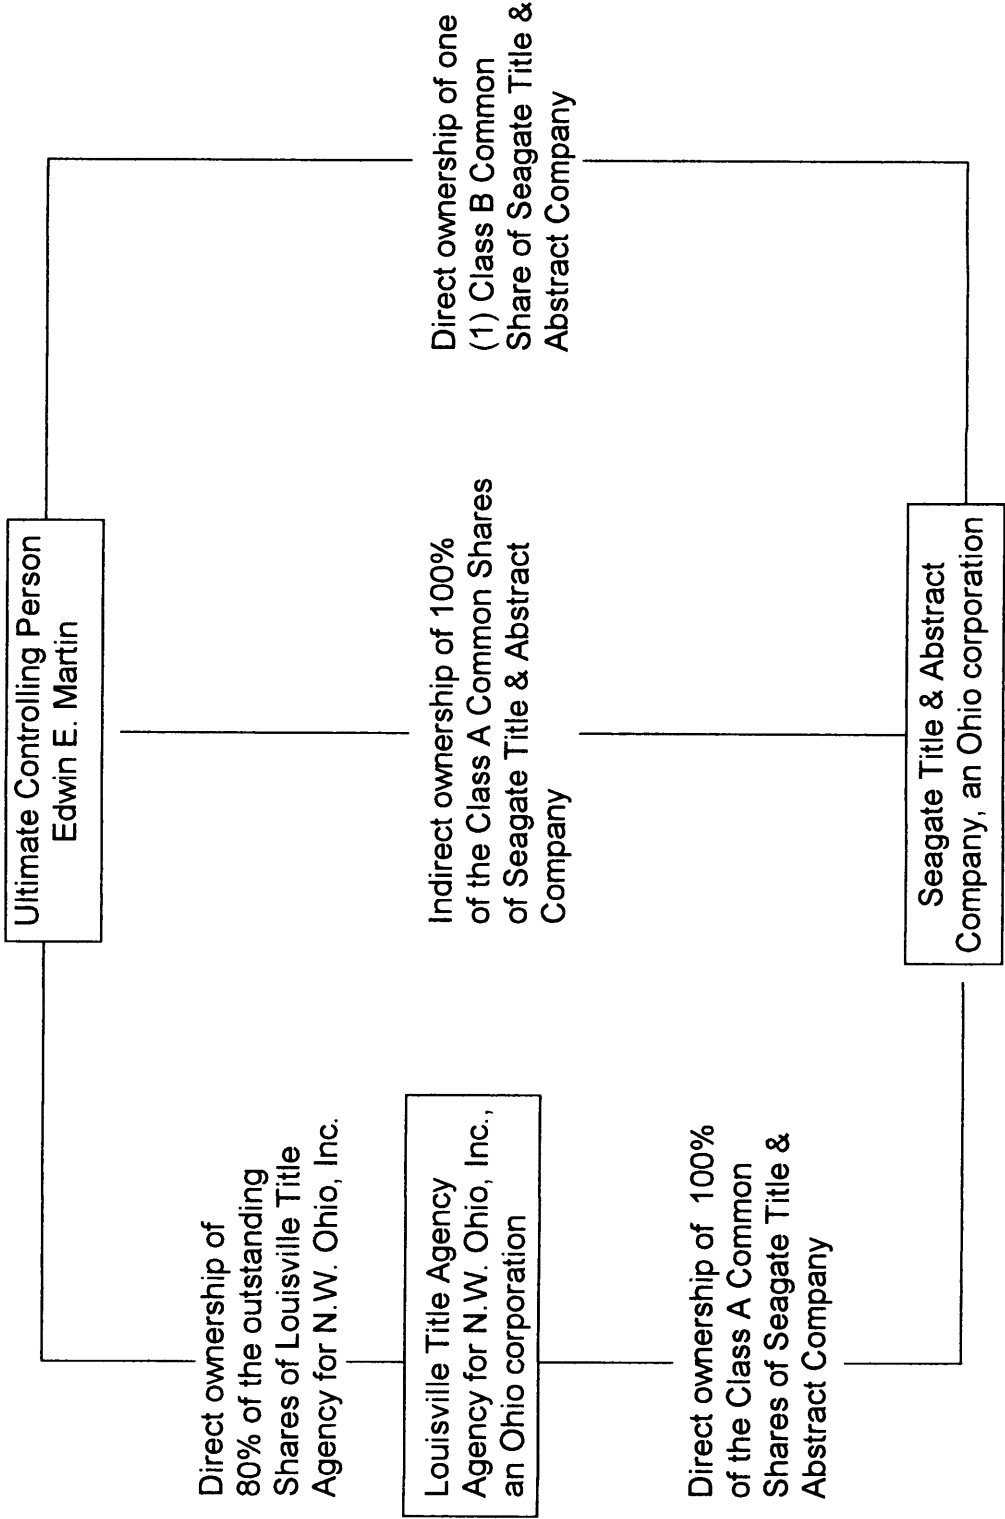 Ultimate Controlling Person
Edwin E. Martin
Direct ownership of
80% of the outstanding
Shares of Louisville Title
Agency for N.W. Ohio, Inc.
Louisville Title Agency
Agency for N.W. Ohio, Inc.,
an Ohio corporation
Direct ownership of 100%
of the Class A Common
Shares of Seagate Title &
Abstract Company
Indirect ownership of 100%
of the Class A Common Shares
of Seagate Title & Abstract
Company
Direct ownership of one
(1) Class B Common
Share of Seagate Title &
Abstract Company
Seagate Title & Abstract
Company, an Ohio corporation